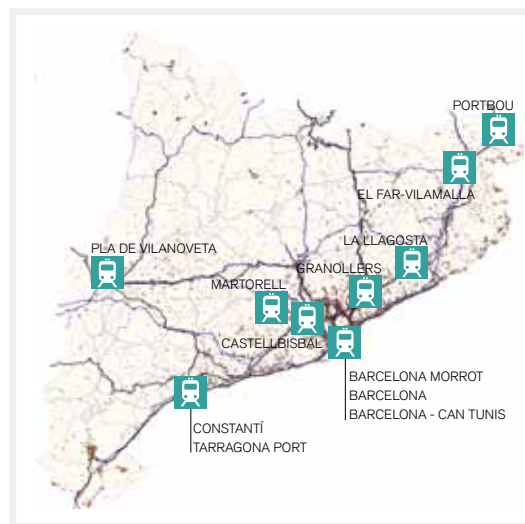 PORTBOU
EL FAR-VILAMALLA
LA LLAGOSTA
PLA DE VILANOVETA
GRANOLLERS
MARTORELL
CASTELLBISBAL
BARCELONA MORROT
BARCELONA
BARCELONA - CAN TUNIS
CONSTANTÍ
TARRAGONA PORT